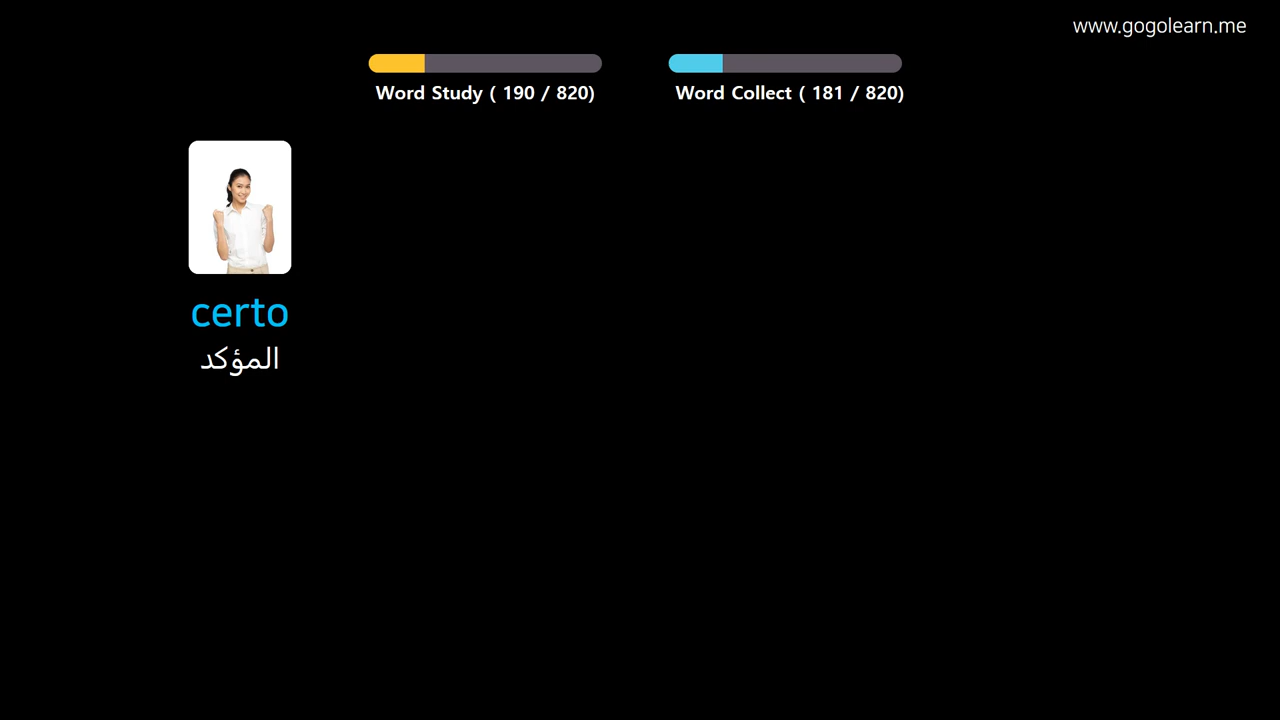 www.gogolearn.me
Word Study ( 190 / 820)
Word Collect ( 181 / 820)
certo
المؤكد